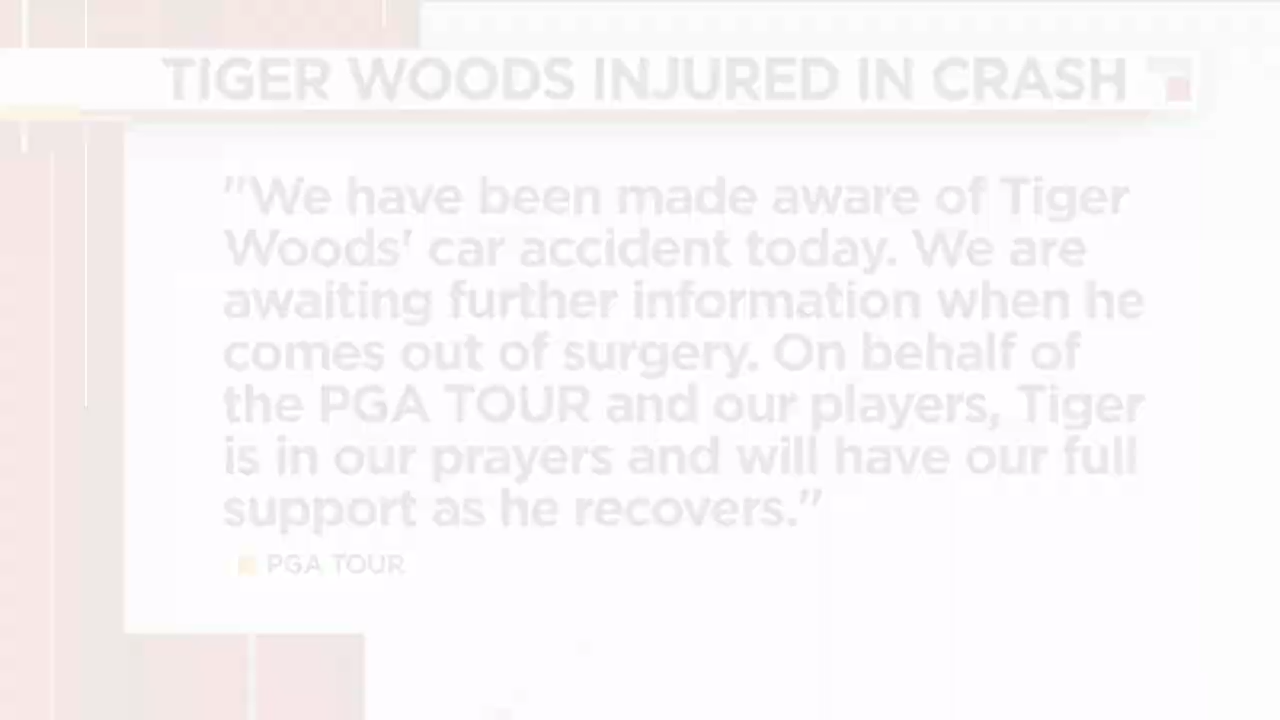 TIGER WOODS INJURED IN CRASH
"We have been made aware of Tiger
Woods' car accident today. We are
awaiting further information when he
comes out of surgery. On behalf of
the PGA TOUR and our players, Tiger
is in our prayers and will have our full
support as he recovers."
PGA TOUR